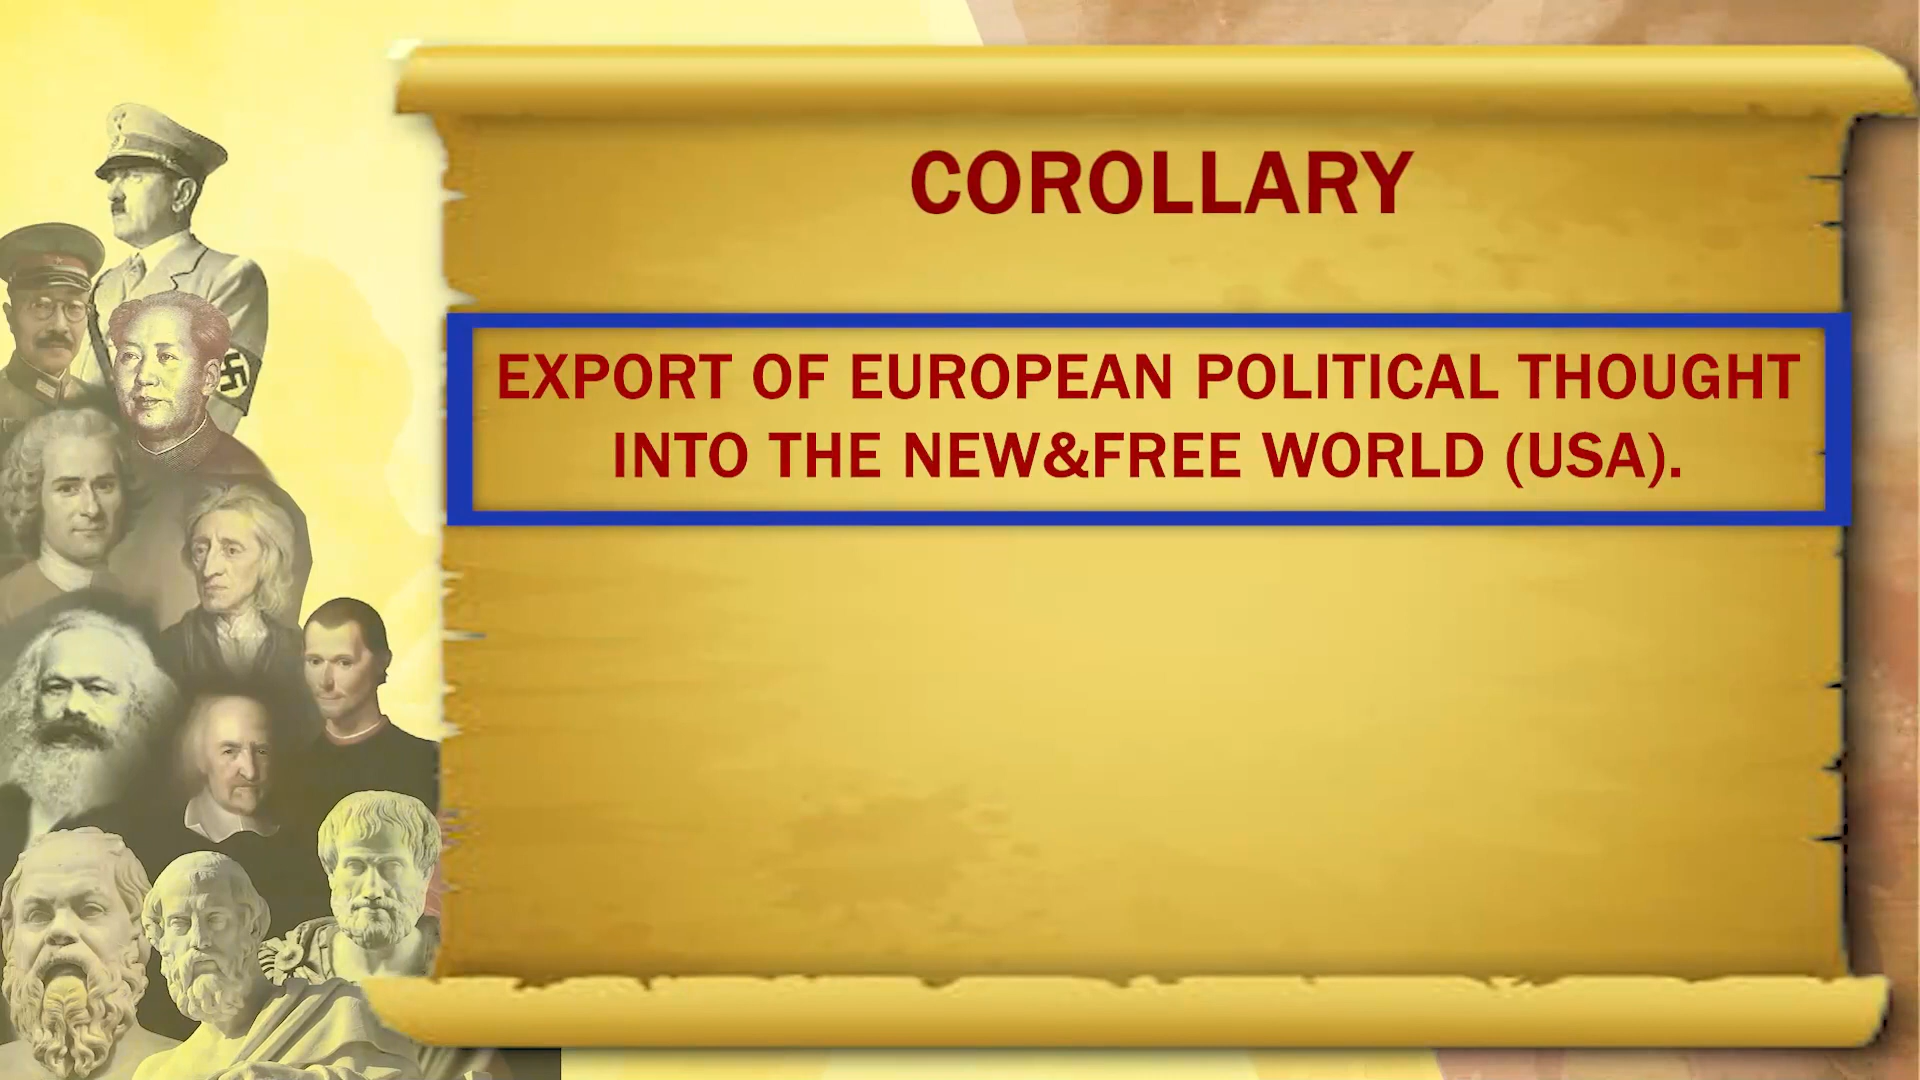 COROLLARY
EXPORT OF EUROPEAN POLITICAL THOUGHT
INTO THE NEW&FREE WORLD (USA).